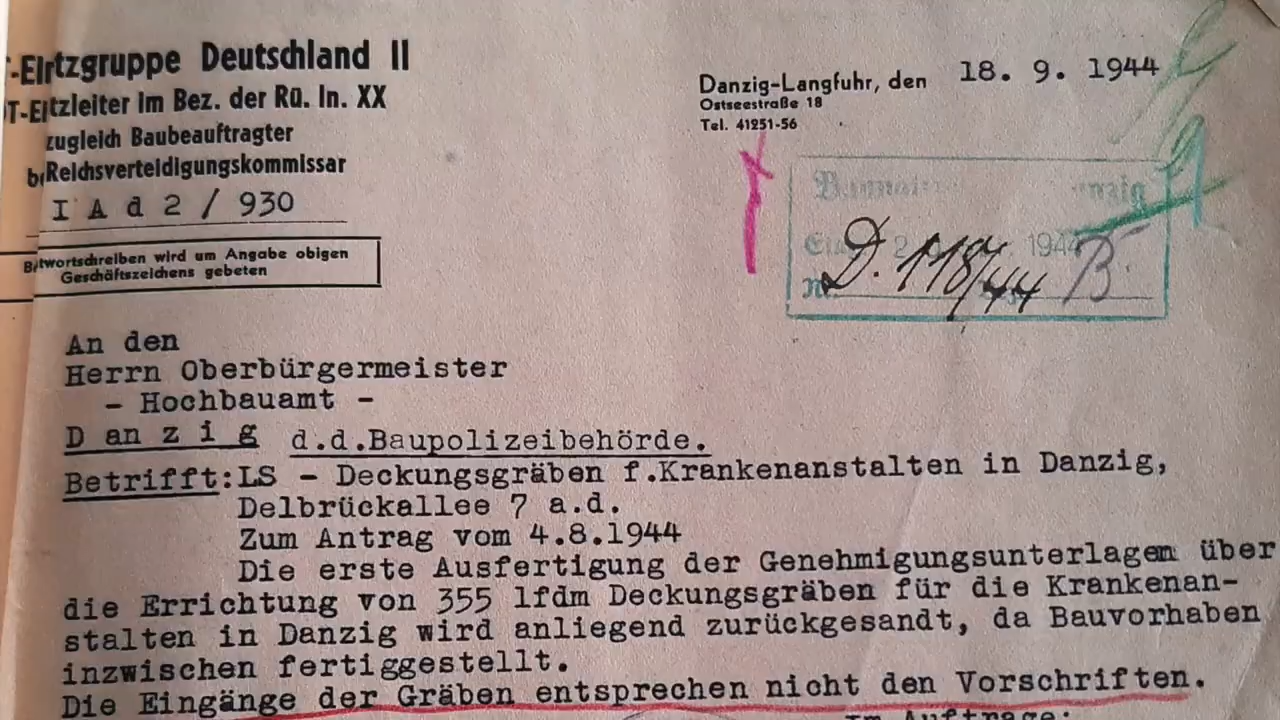 -Eirtzgruppe Deutschland II
OT-Eitzleiter im Bez. der Rü. In. XX
zugleich Baubeauftragter
b Reichsverteidigungskommissar
I A d 2 / 930
twortschreiben wird um Angabe obigen
Geschäftszeichens gebeten
Danzig-Langfuhr, den 18. 9. 1944
Ostseestraße 18
Tel. 41251-56
1944
D. 118/44 B.
An den
Herrn Oberbürgermeister
- Hochbauamt -
D a n z i g d.d.Baupolizeibehörde.
Betrifft:LS - Deckungsgräben f.Krankenanstalten in Danzig,
Delbrückallee 7 a.d.
Zum Antrag vom 4.8.1944
Die erste Ausfertigung der Genehmigungsunterlagen über
die Errichtung von 355 lfdm Deckungsgräben für die Krankenan-
stalten in Danzig wird anliegend zurückgesandt, da Bauvorhaben
inzwischen fertiggestellt.
Die Eingänge der Gräben entsprechen nicht den Vorschriften.
Im Auftrage: